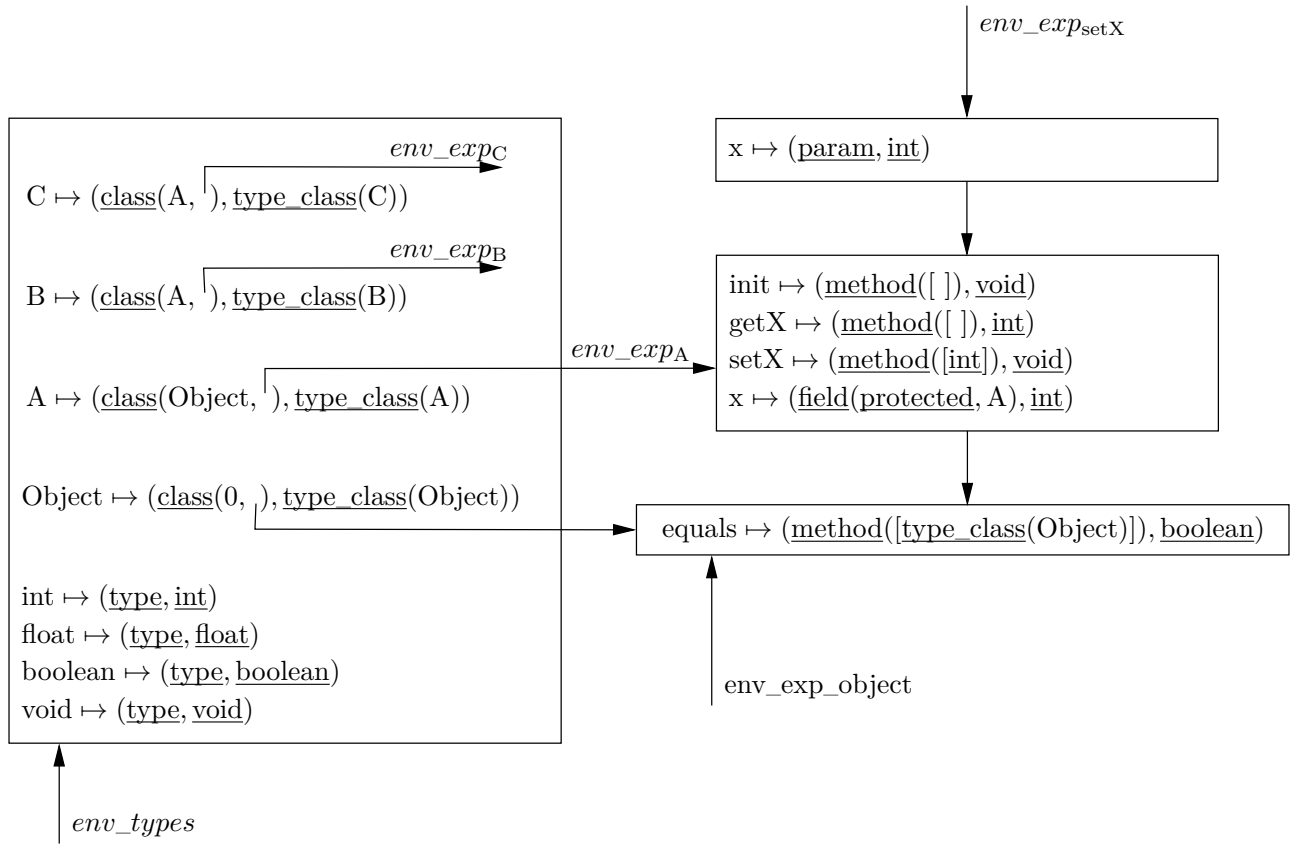 env_exp_setX
x ↦ (param, int)
env_exp_C
C ↦ (class(A, ), type_class(C))
env_exp_B
B ↦ (class(A, ), type_class(B))
init ↦ (method([ ]), void)
getX ↦ (method([ ]), int)
setX ↦ (method([int]), void)
x ↦ (field(protected, A), int)
env_exp_A
A ↦ (class(Object, ), type_class(A))
Object ↦ (class(0, ), type_class(Object))
equals ↦ (method([type_class(Object)]), boolean)
int ↦ (type, int)
float ↦ (type, float)
boolean ↦ (type, boolean)
void ↦ (type, void)
env_exp_object
env_types